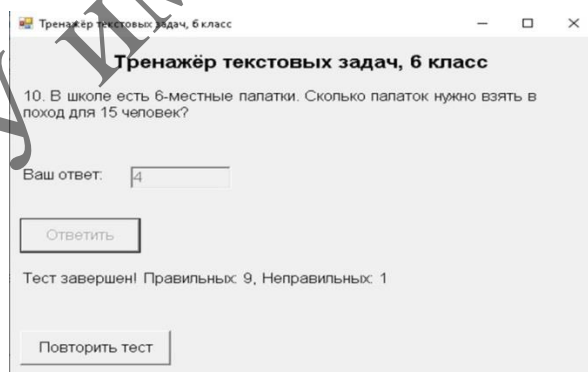 Тренажёр текстовых задач, 6 класс
Тренажёр текстовых задач, 6 класс
10. В школе есть 6-местные палатки. Сколько палаток нужно взять в
поход для 15 человек?
Ваш ответ: 4
Ответить
Тест завершен! Правильных: 9, Неправильных: 1
Повторить тест